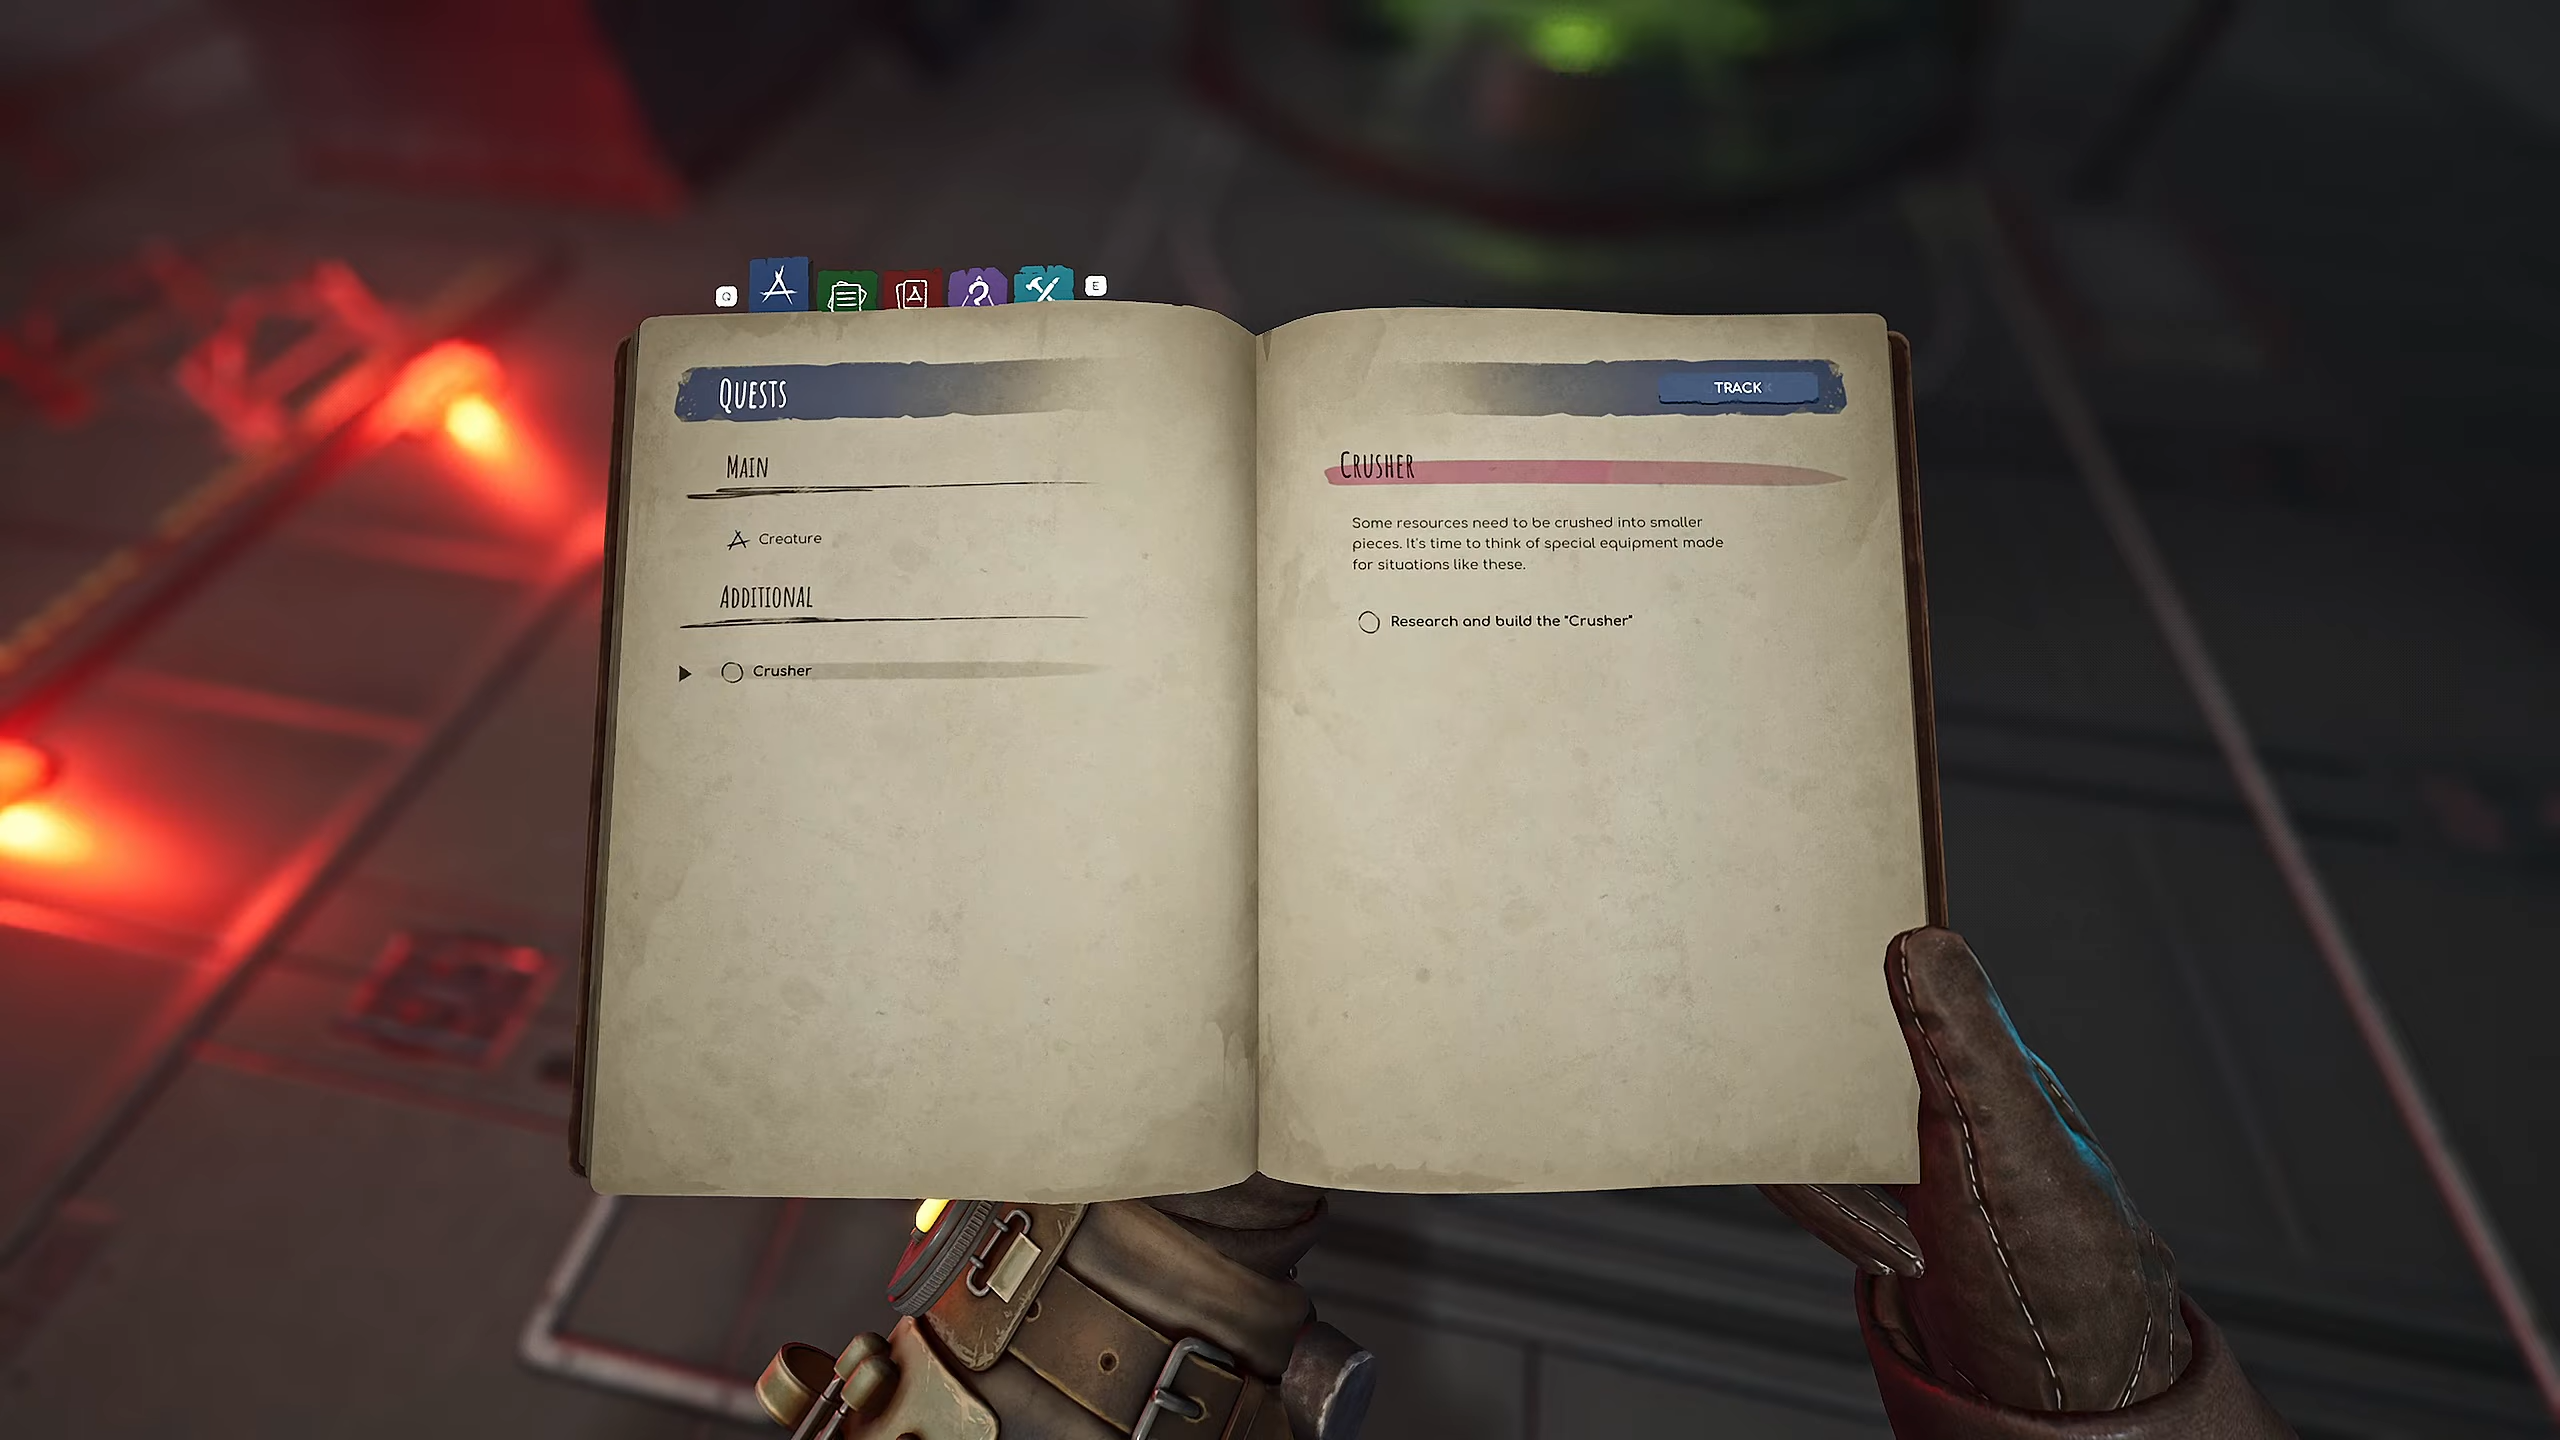 Q
E
QUESTS
MAIN
Creature
ADDITIONAL
Crusher
TRACK
CRUSHER
Some resources need to be crushed into smaller
pieces. It's time to think of special equipment made
for situations like these.
Research and build the "Crusher"